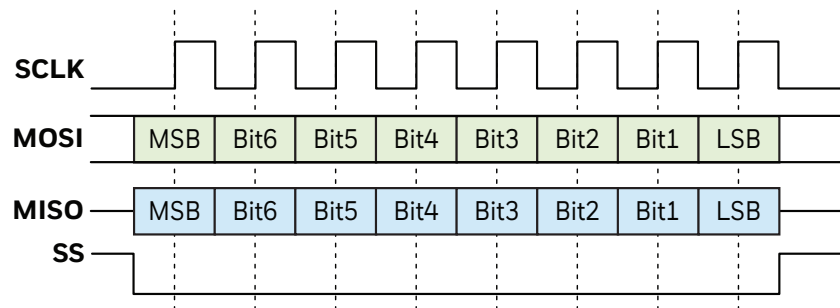 SCLK
MOSI MSB Bit6 Bit5 Bit4 Bit3 Bit2 Bit1 LSB
MISO MSB Bit6 Bit5 Bit4 Bit3 Bit2 Bit1 LSB
SS